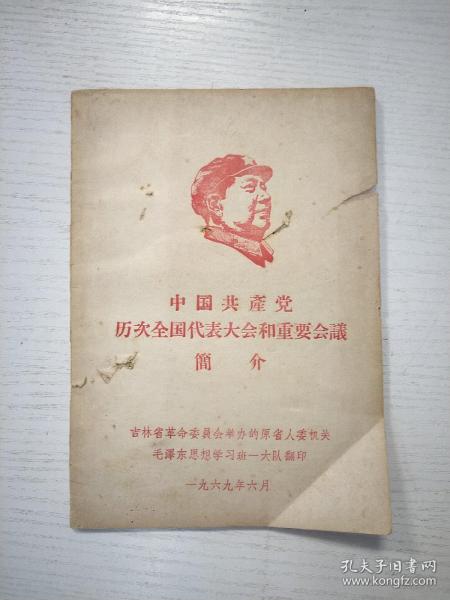 中国共產党
历次全国代表大会和重要会議
簡介
吉林省革命委員会举办的原省人委机关
毛澤东思想学习班一大队翻印
一九六九年六月
孔夫子旧书网
www.kongfz.com